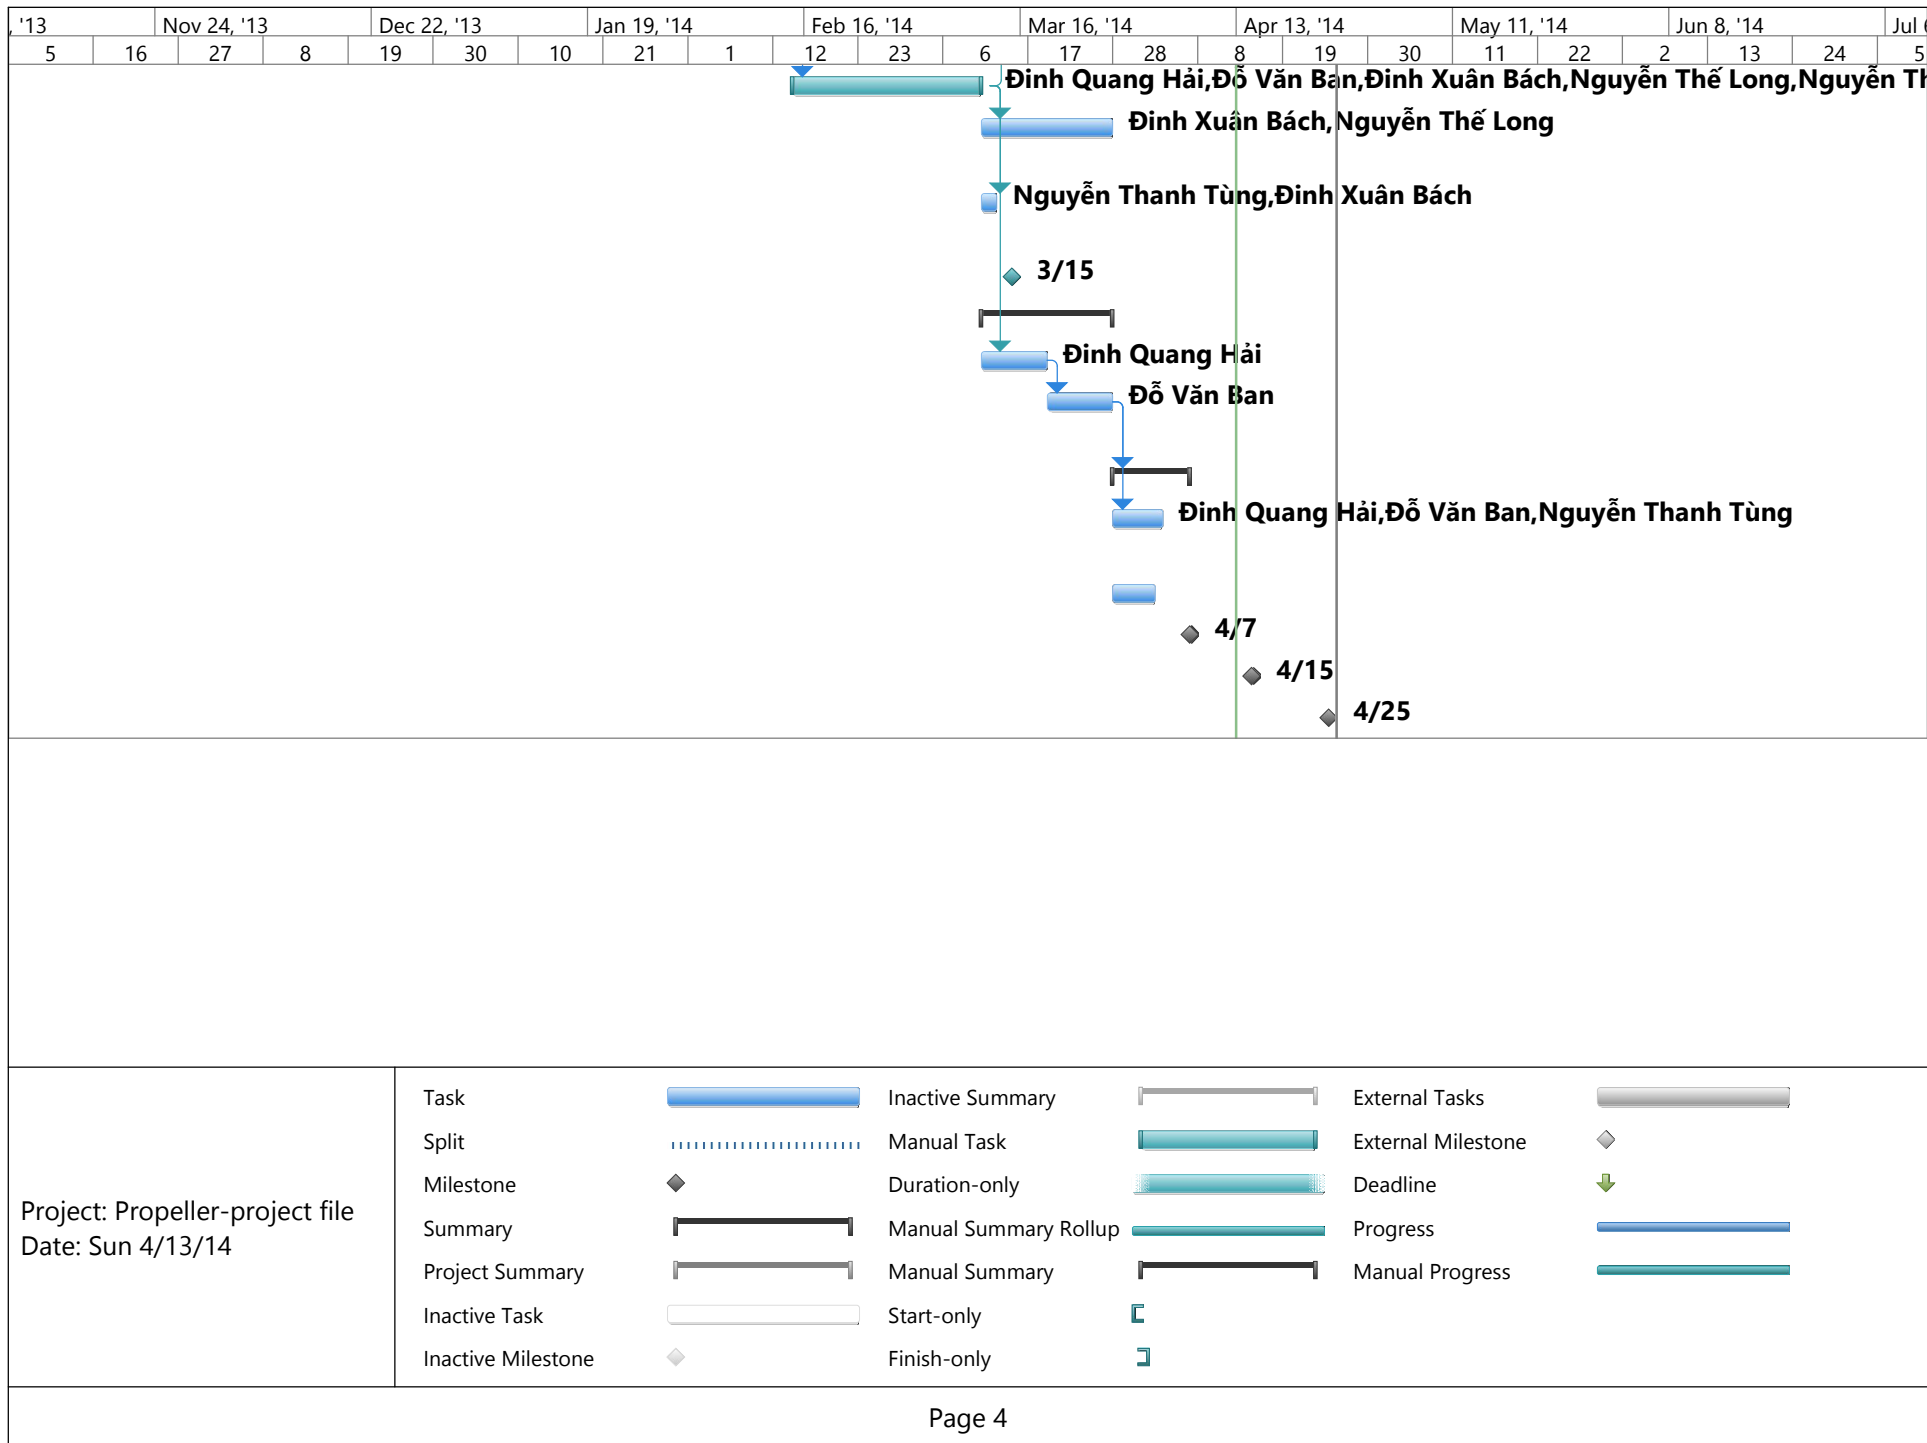 , '13 Nov 24, '13 Dec 22, '13 Jan 19, '14 Feb 16, '14 Mar 16, '14 Apr 13, '14 May 11, '14 Jun 8, '14 Jul
5 16 27 8 19 30 10 21 1 12 23 6 17 28 8 19 30 11 22 2 13 24 5
Đinh Quang Hải,Đỗ Văn Ban,Đinh Xuân Bách,Nguyễn Thế Long,Nguyễn Th
Đinh Xuân Bách,Nguyễn Thế Long
Nguyễn Thanh Tùng,Đinh Xuân Bách
3/15
Đinh Quang Hải
Đỗ Văn Ban
Đinh Quang Hải,Đỗ Văn Ban,Nguyễn Thanh Tùng
4/7
4/15
4/25
Project: Propeller-project file
Date: Sun 4/13/14
Task
Split
Milestone
Summary
Project Summary
Inactive Task
Inactive Milestone
Inactive Summary
Manual Task
Duration-only
Manual Summary Rollup
Manual Summary
Start-only
Finish-only
External Tasks
External Milestone
Deadline
Progress
Manual Progress
Page 4